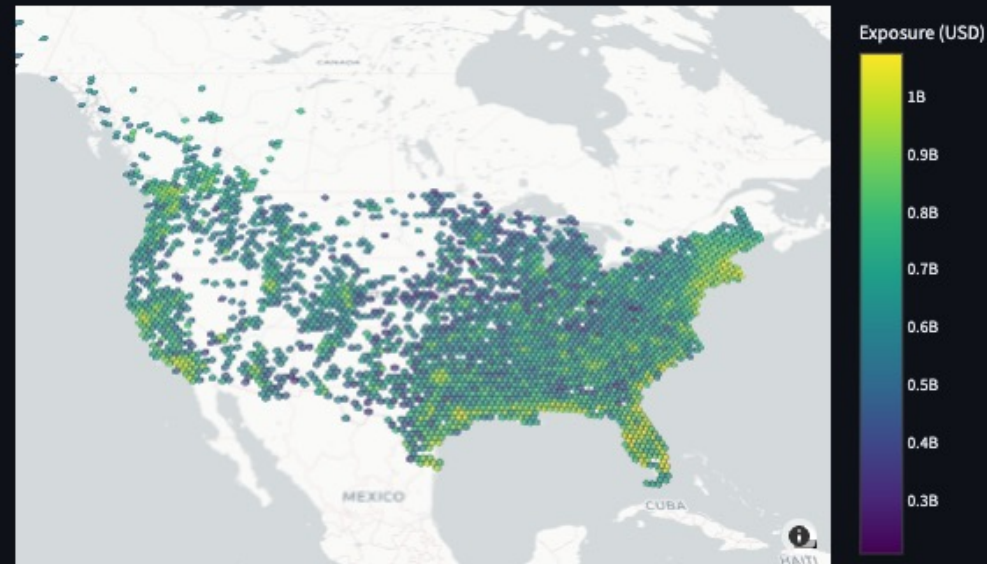 Exposure (USD)
CANADA
1B
0.9B
0.8B
0.7B
0.6B
0.5B
0.4B
0.3B
MEXICO
CUBA
HAITI